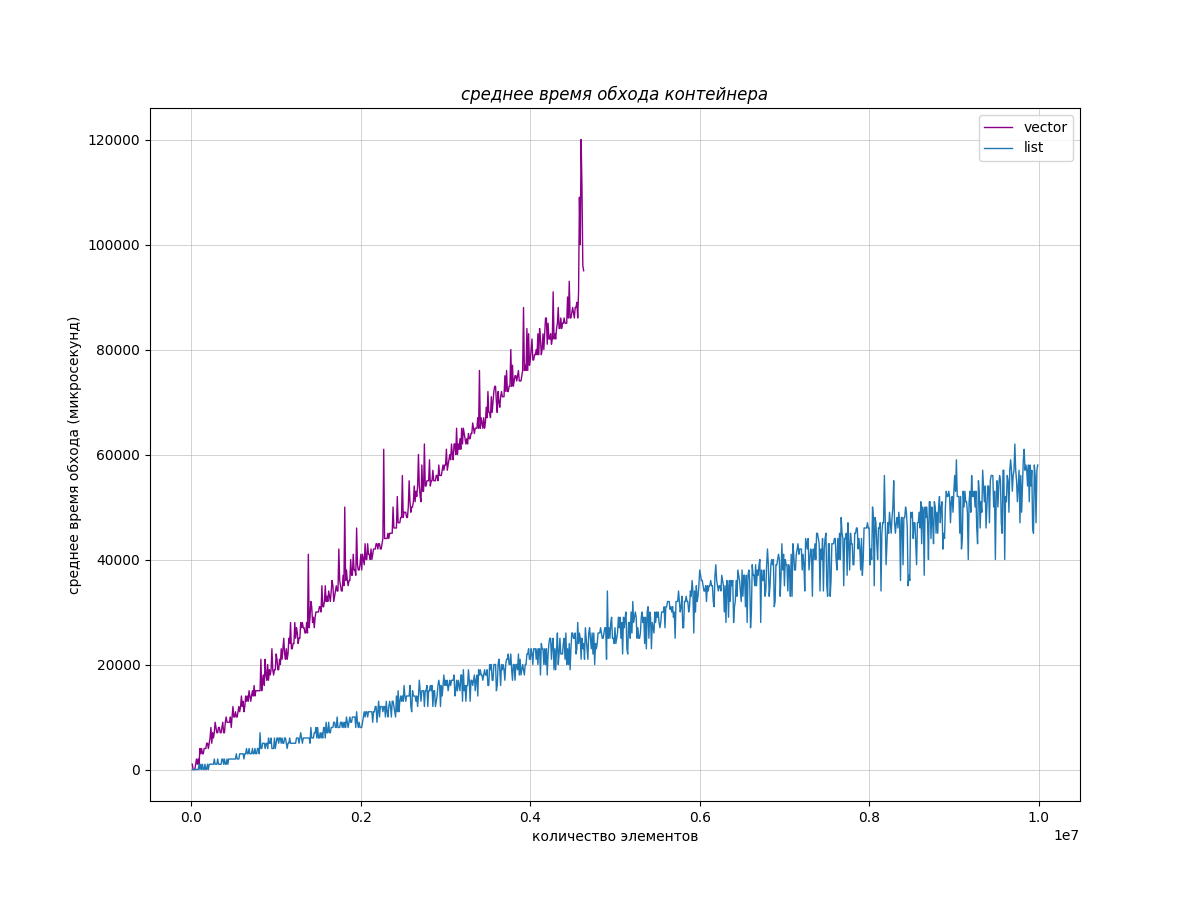 среднее время обхода контейнера
vector
list
120000
100000
80000
60000
40000
20000
0
среднее время обхода (микросекунд)
0.0 0.2 0.4 0.6 0.8 1.0
1e7
количество элементов